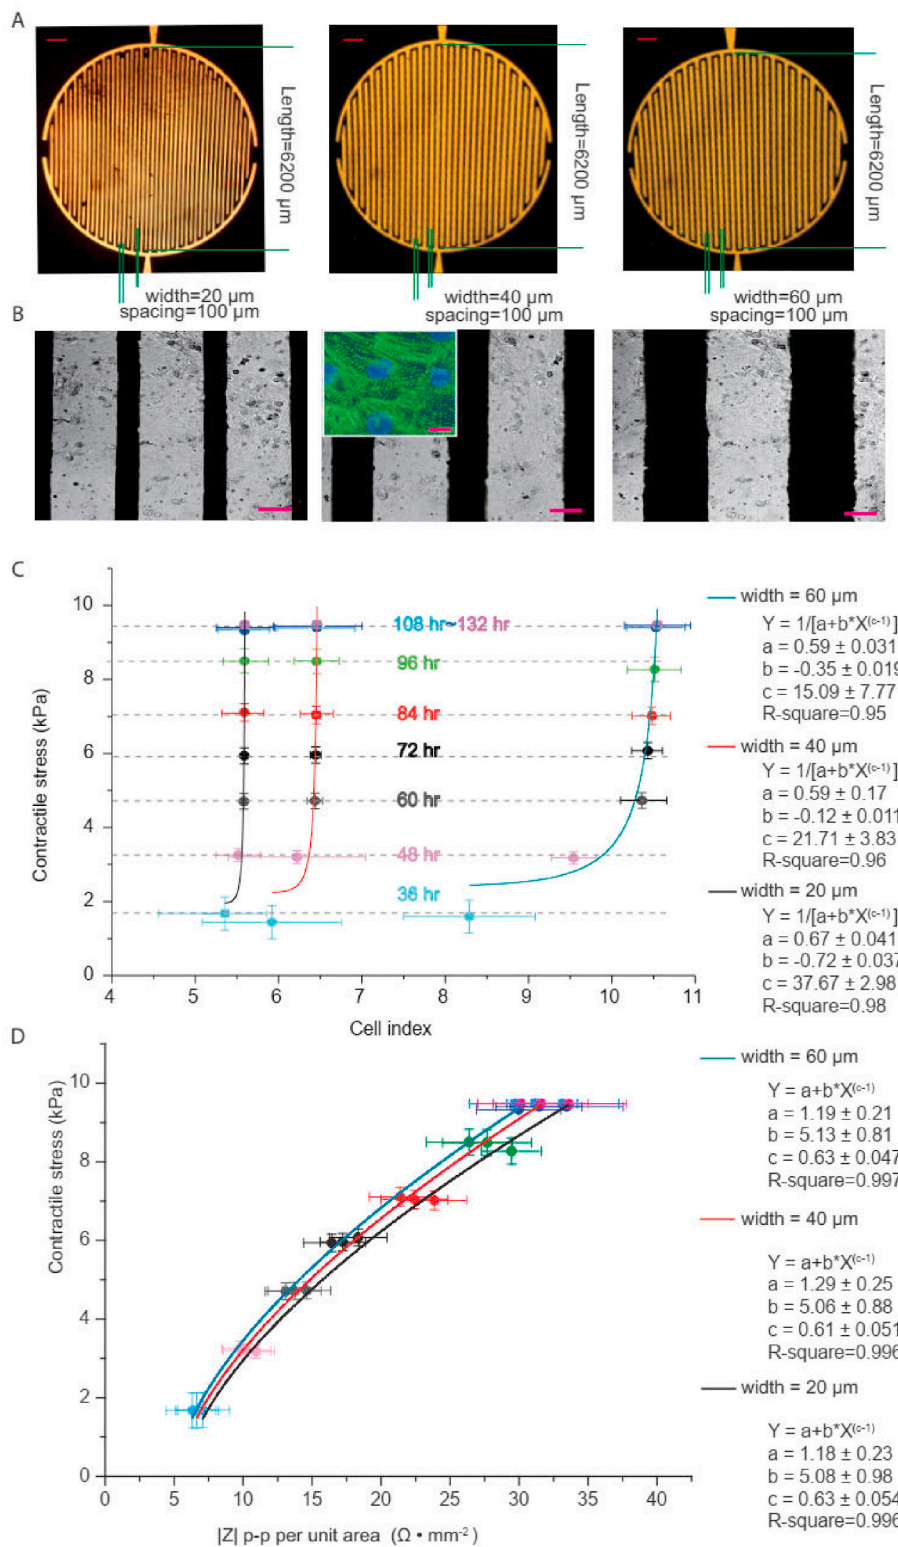 A
Length=6200 µm
Length=6200 µm
Length=6200 µm
width=20 µm
spacing=100 µm
width=40 µm
spacing=100 µm
width=60 µm
spacing=100 µm
B
C
Contractile stress (kPa)
10
8
6
4
2
0
108 hr~132 hr
96 hr
84 hr
72 hr
60 hr
48 hr
36 hr
4 5 6 7 8 9 10 11
Cell index
width = 60 µm
Y = 1/[a+b*X(c-1)]
a = 0.59 ± 0.031
b = -0.35 ± 0.019
c = 15.09 ± 7.77
R-square=0.95
width = 40 µm
Y = 1/[a+b*X(c-1)]
a = 0.59 ± 0.17
b = -0.12 ± 0.011
c = 21.71 ± 3.83
R-square=0.96
width = 20 µm
Y = 1/[a+b*X(c-1)]
a = 0.67 ± 0.041
b = -0.72 ± 0.037
c = 37.67 ± 2.98
R-square=0.98
D
Contractile stress (kPa)
10
8
6
4
2
0
0 5 10 15 20 25 30 35 40
|Z| p-p per unit area (Ω • mm-2)
width = 60 µm
Y = a+b*X(c-1)
a = 1.19 ± 0.21
b = 5.13 ± 0.81
c = 0.63 ± 0.047
R-square=0.997
width = 40 µm
Y = a+b*X(c-1)
a = 1.29 ± 0.25
b = 5.06 ± 0.88
c = 0.61 ± 0.051
R-square=0.996
width = 20 µm
Y = a+b*X(c-1)
a = 1.18 ± 0.23
b = 5.08 ± 0.98
c = 0.63 ± 0.054
R-square=0.996